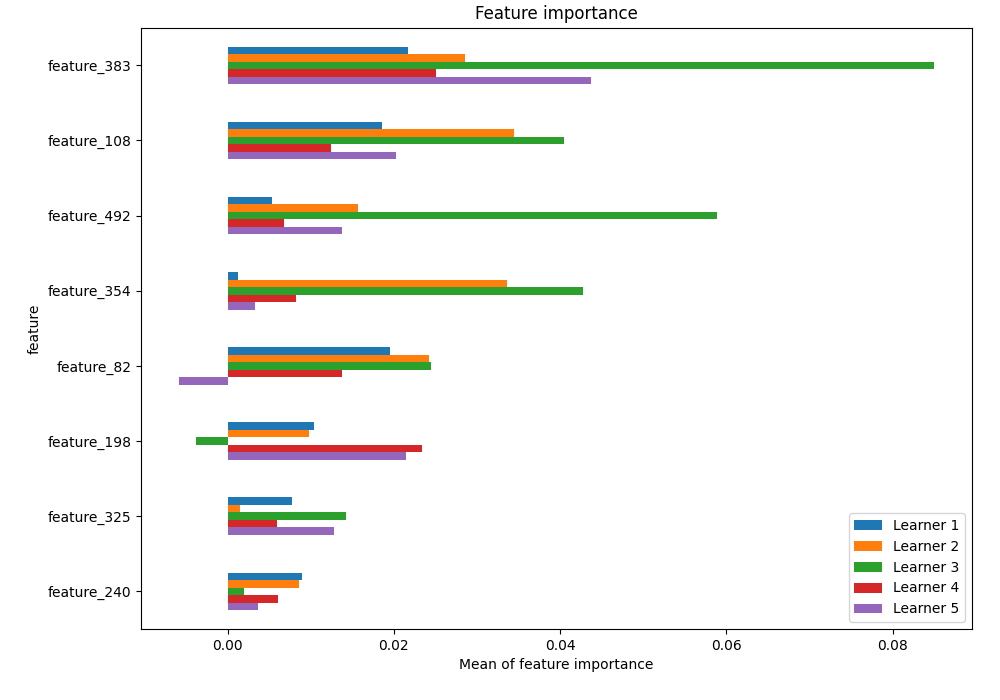 Feature importance
feature_383
feature_108
feature_492
feature_354
feature_82
feature_198
feature_325
feature_240
feature
0.00 0.02 0.04 0.06 0.08
Mean of feature importance
Learner 1
Learner 2
Learner 3
Learner 4
Learner 5